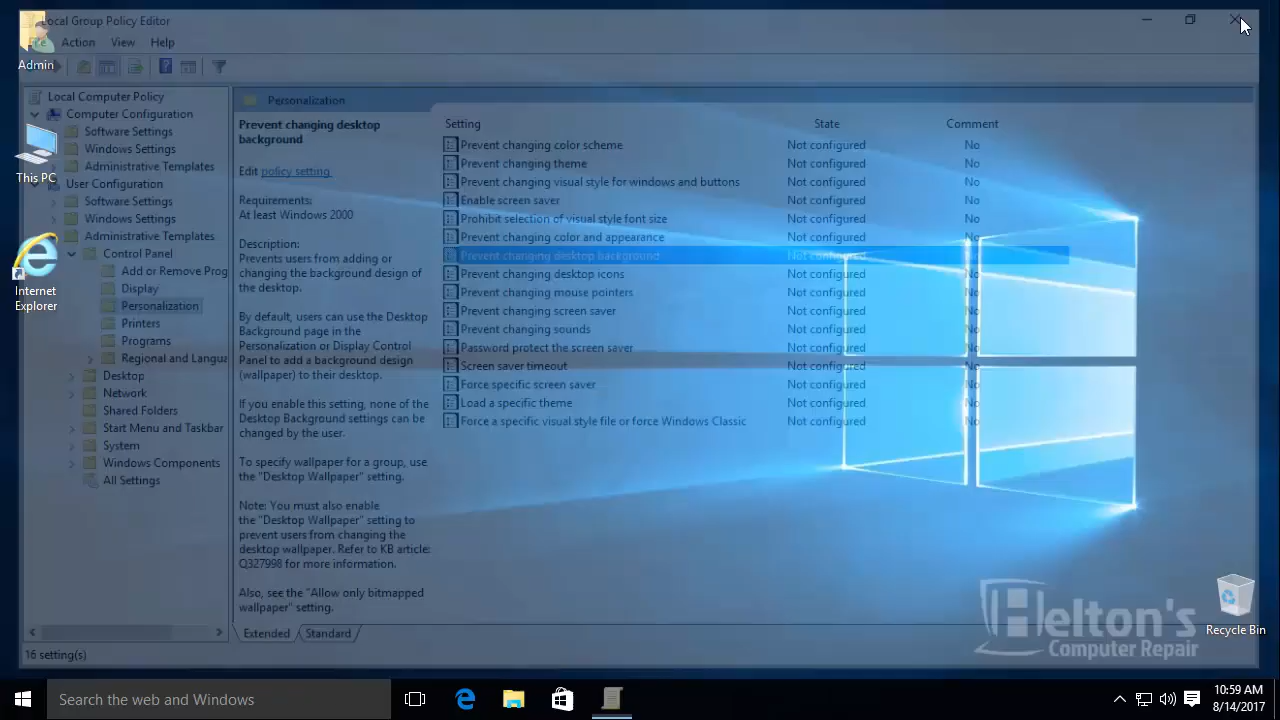 Local Group Policy Editor
File Action View Help
Admin
Local Computer Policy
Computer Configuration
Software Settings
Windows Settings
Administrative Templates
This PC
User Configuration
Software Settings
Windows Settings
Administrative Templates
Control Panel
Add or Remove Prog
Display
Personalization
Printers
Programs
Regional and Langua
Internet
Explorer
Desktop
Network
Shared Folders
Start Menu and Taskbar
System
Windows Components
All Settings
Personalization
Prevent changing desktop
background
Edit policy setting
Requirements:
At least Windows 2000
Description:
Prevents users from adding or
changing the background design of
the desktop.
By default, users can use the Desktop
Background page in the
Personalization or Display Control
Panel to add a background design
(wallpaper) to their desktop.
If you enable this setting, none of the
Desktop Background settings can be
changed by the user.
To specify wallpaper for a group, use
the "Desktop Wallpaper" setting.
Note: You must also enable
the "Desktop Wallpaper" setting to
prevent users from changing the
desktop wallpaper. Refer to KB article:
Q327998 for more information.
Also, see the "Allow only bitmapped
wallpaper" setting.
Setting State Comment
Prevent changing color scheme Not configured No
Prevent changing theme Not configured No
Prevent changing visual style for windows and buttons Not configured No
Enable screen saver Not configured No
Prohibit selection of visual style font size Not configured No
Prevent changing color and appearance Not configured No
Prevent changing desktop background Not configured No
Prevent changing desktop icons Not configured No
Prevent changing mouse pointers Not configured No
Prevent changing screen saver Not configured No
Prevent changing sounds Not configured No
Password protect the screen saver Not configured No
Screen saver timeout Not configured No
Force specific screen saver Not configured No
Load a specific theme Not configured No
Force a specific visual style file or force Windows Classic Not configured No
Extended Standard
16 setting(s)
Helton's
Computer Repair
Recycle Bin
Search the web and Windows
10:59 AM
8/14/2017